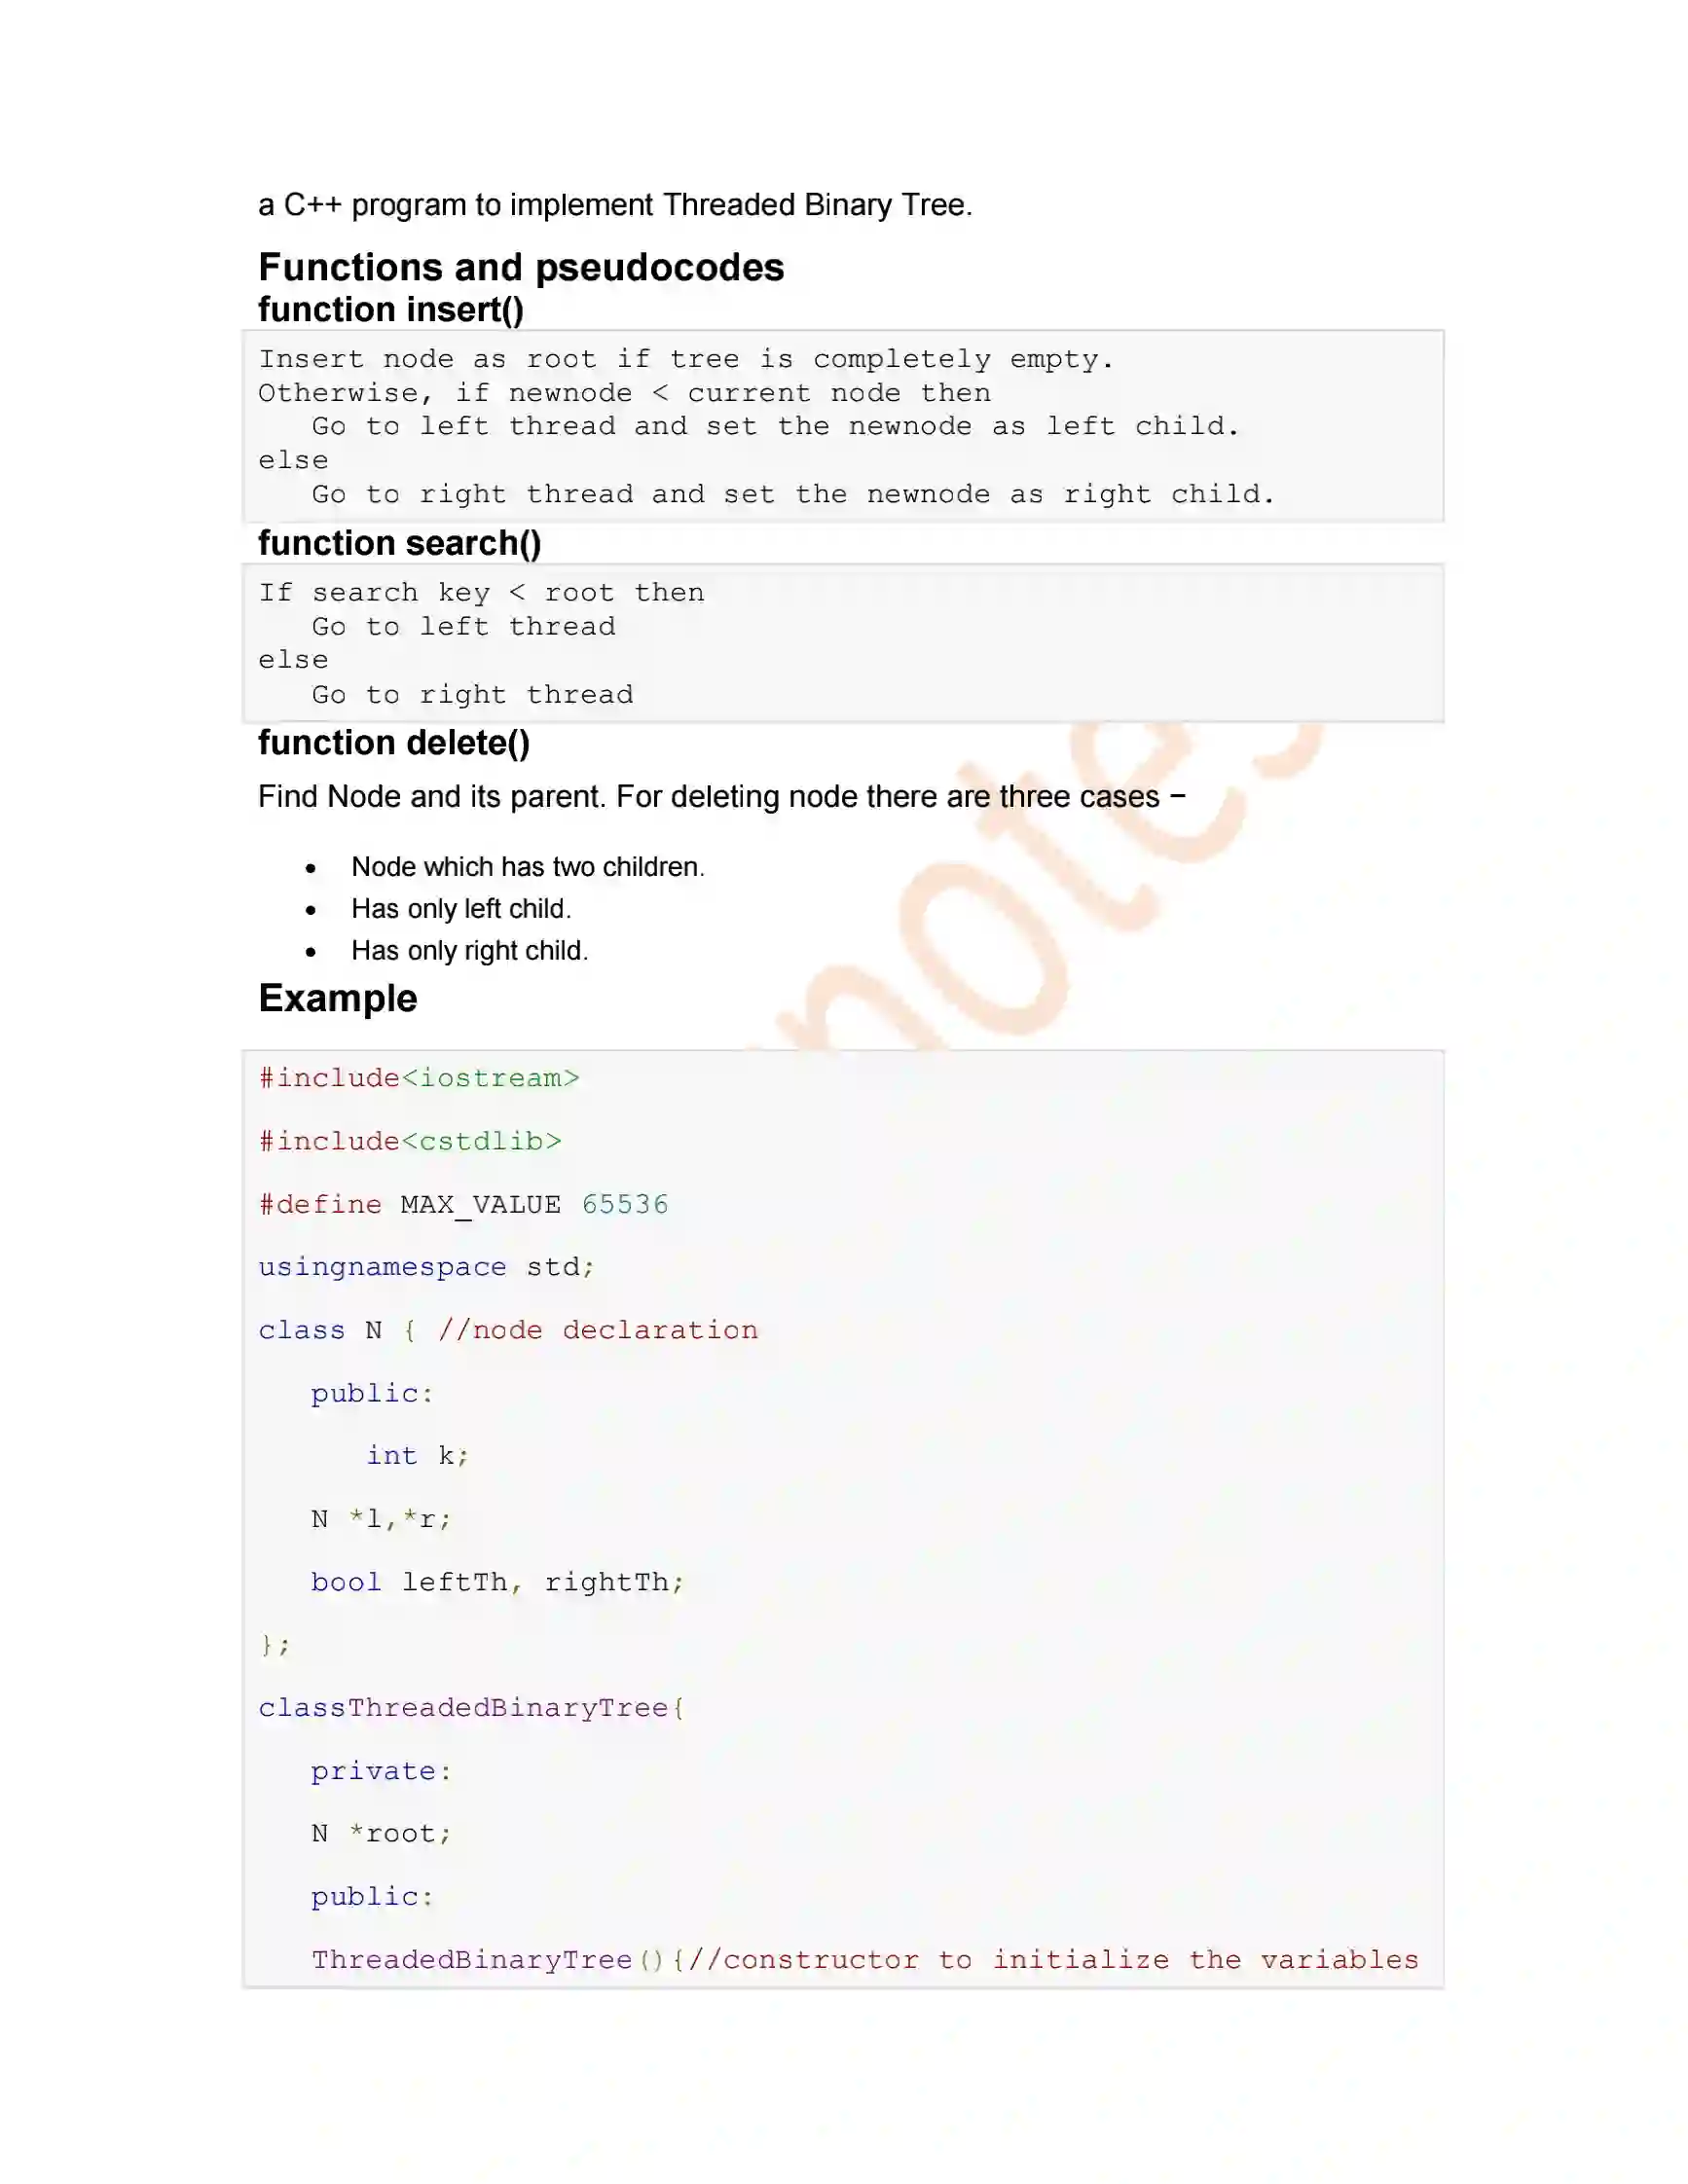 a C++ program to implement Threaded Binary Tree.
Functions and pseudocodes
function insert()
Insert node as root if tree is completely empty.
Otherwise, if newnode < current node then
   Go to left thread and set the newnode as left child.
else
   Go to right thread and set the newnode as right child.
function search()
If search key < root then
   Go to left thread
else
   Go to right thread
function delete()
Find Node and its parent. For deleting node there are three cases −
• Node which has two children.
• Has only left child.
• Has only right child.
Example
#include<iostream>
#include<cstdlib>
#define MAX_VALUE 65536
usingnamespace std;
class N { //node declaration
   public:
      int k;
   N *l,*r;
   bool leftTh, rightTh;
};
classThreadedBinaryTree{
   private:
   N *root;
   public:
   ThreadedBinaryTree(){//constructor to initialize the variables
notes